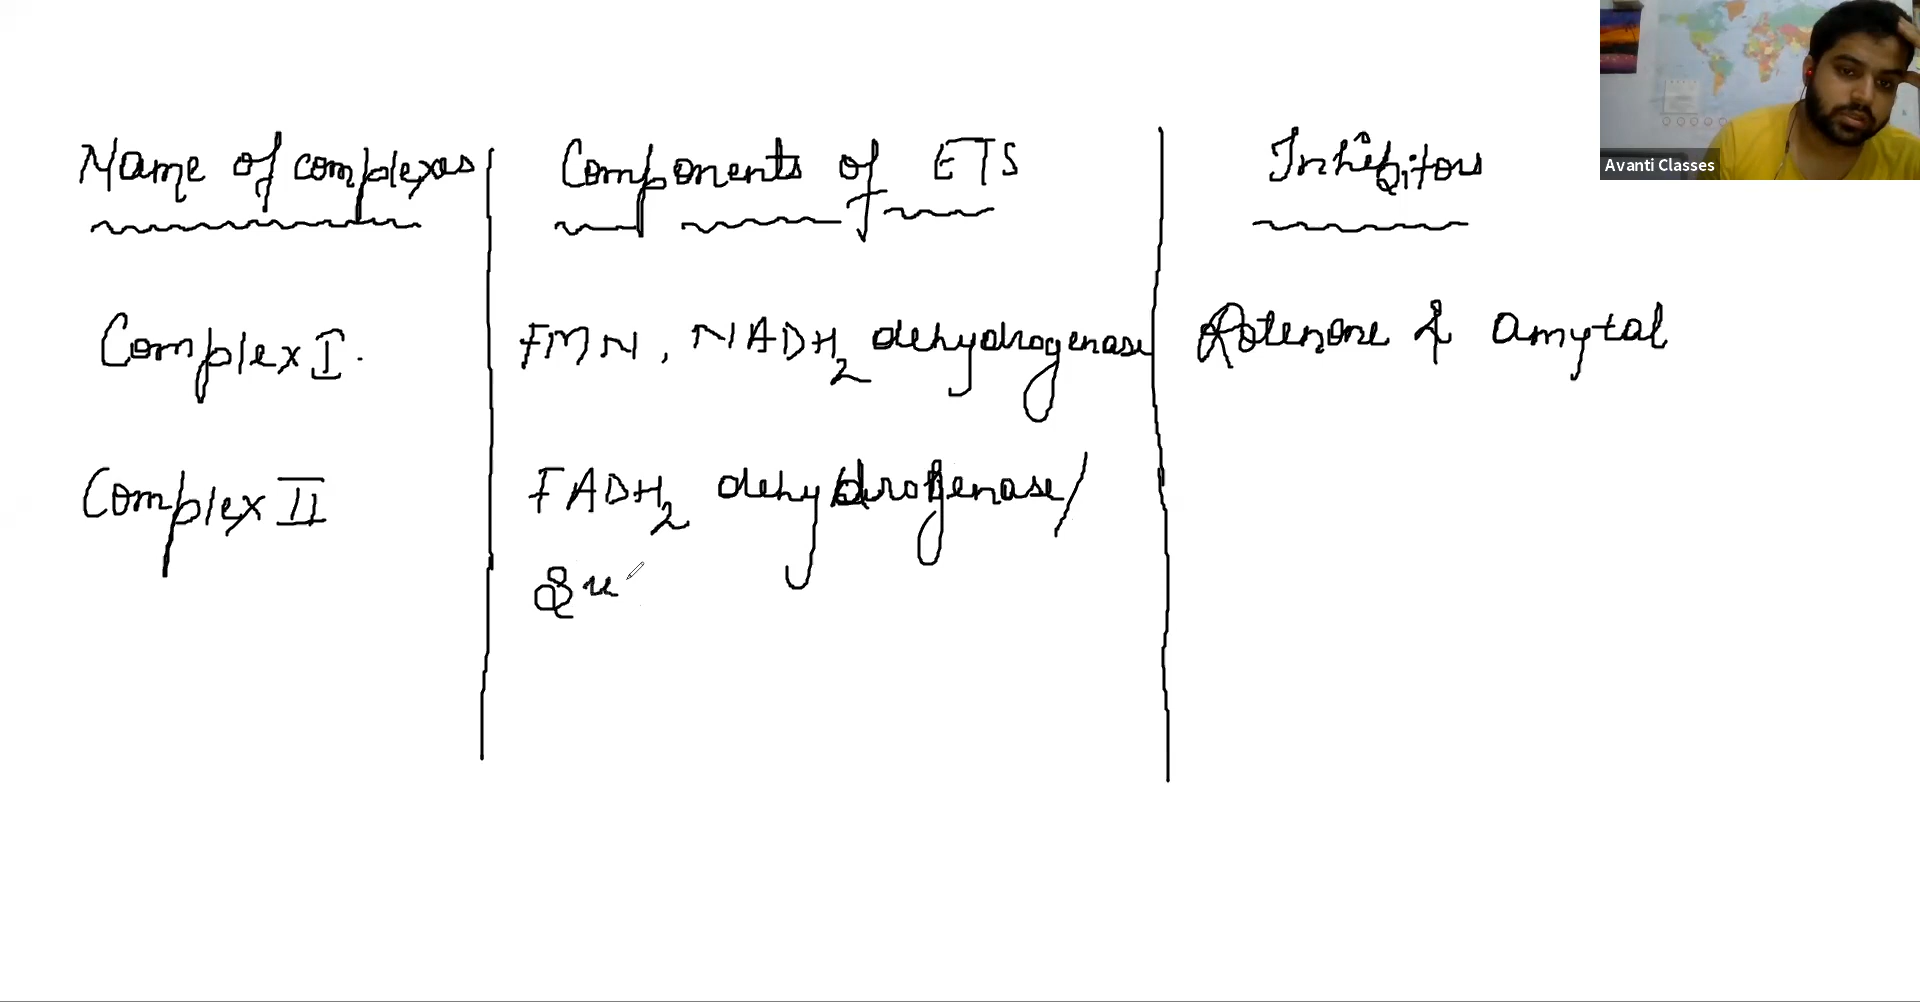 Name of complexes Components of ETS Inhibitors
Avanti Classes
Complex I. FMN, NADH2 dehydrogenase Rotenone & amytal
Complex II FADH2 dehydrogenase/
Qu